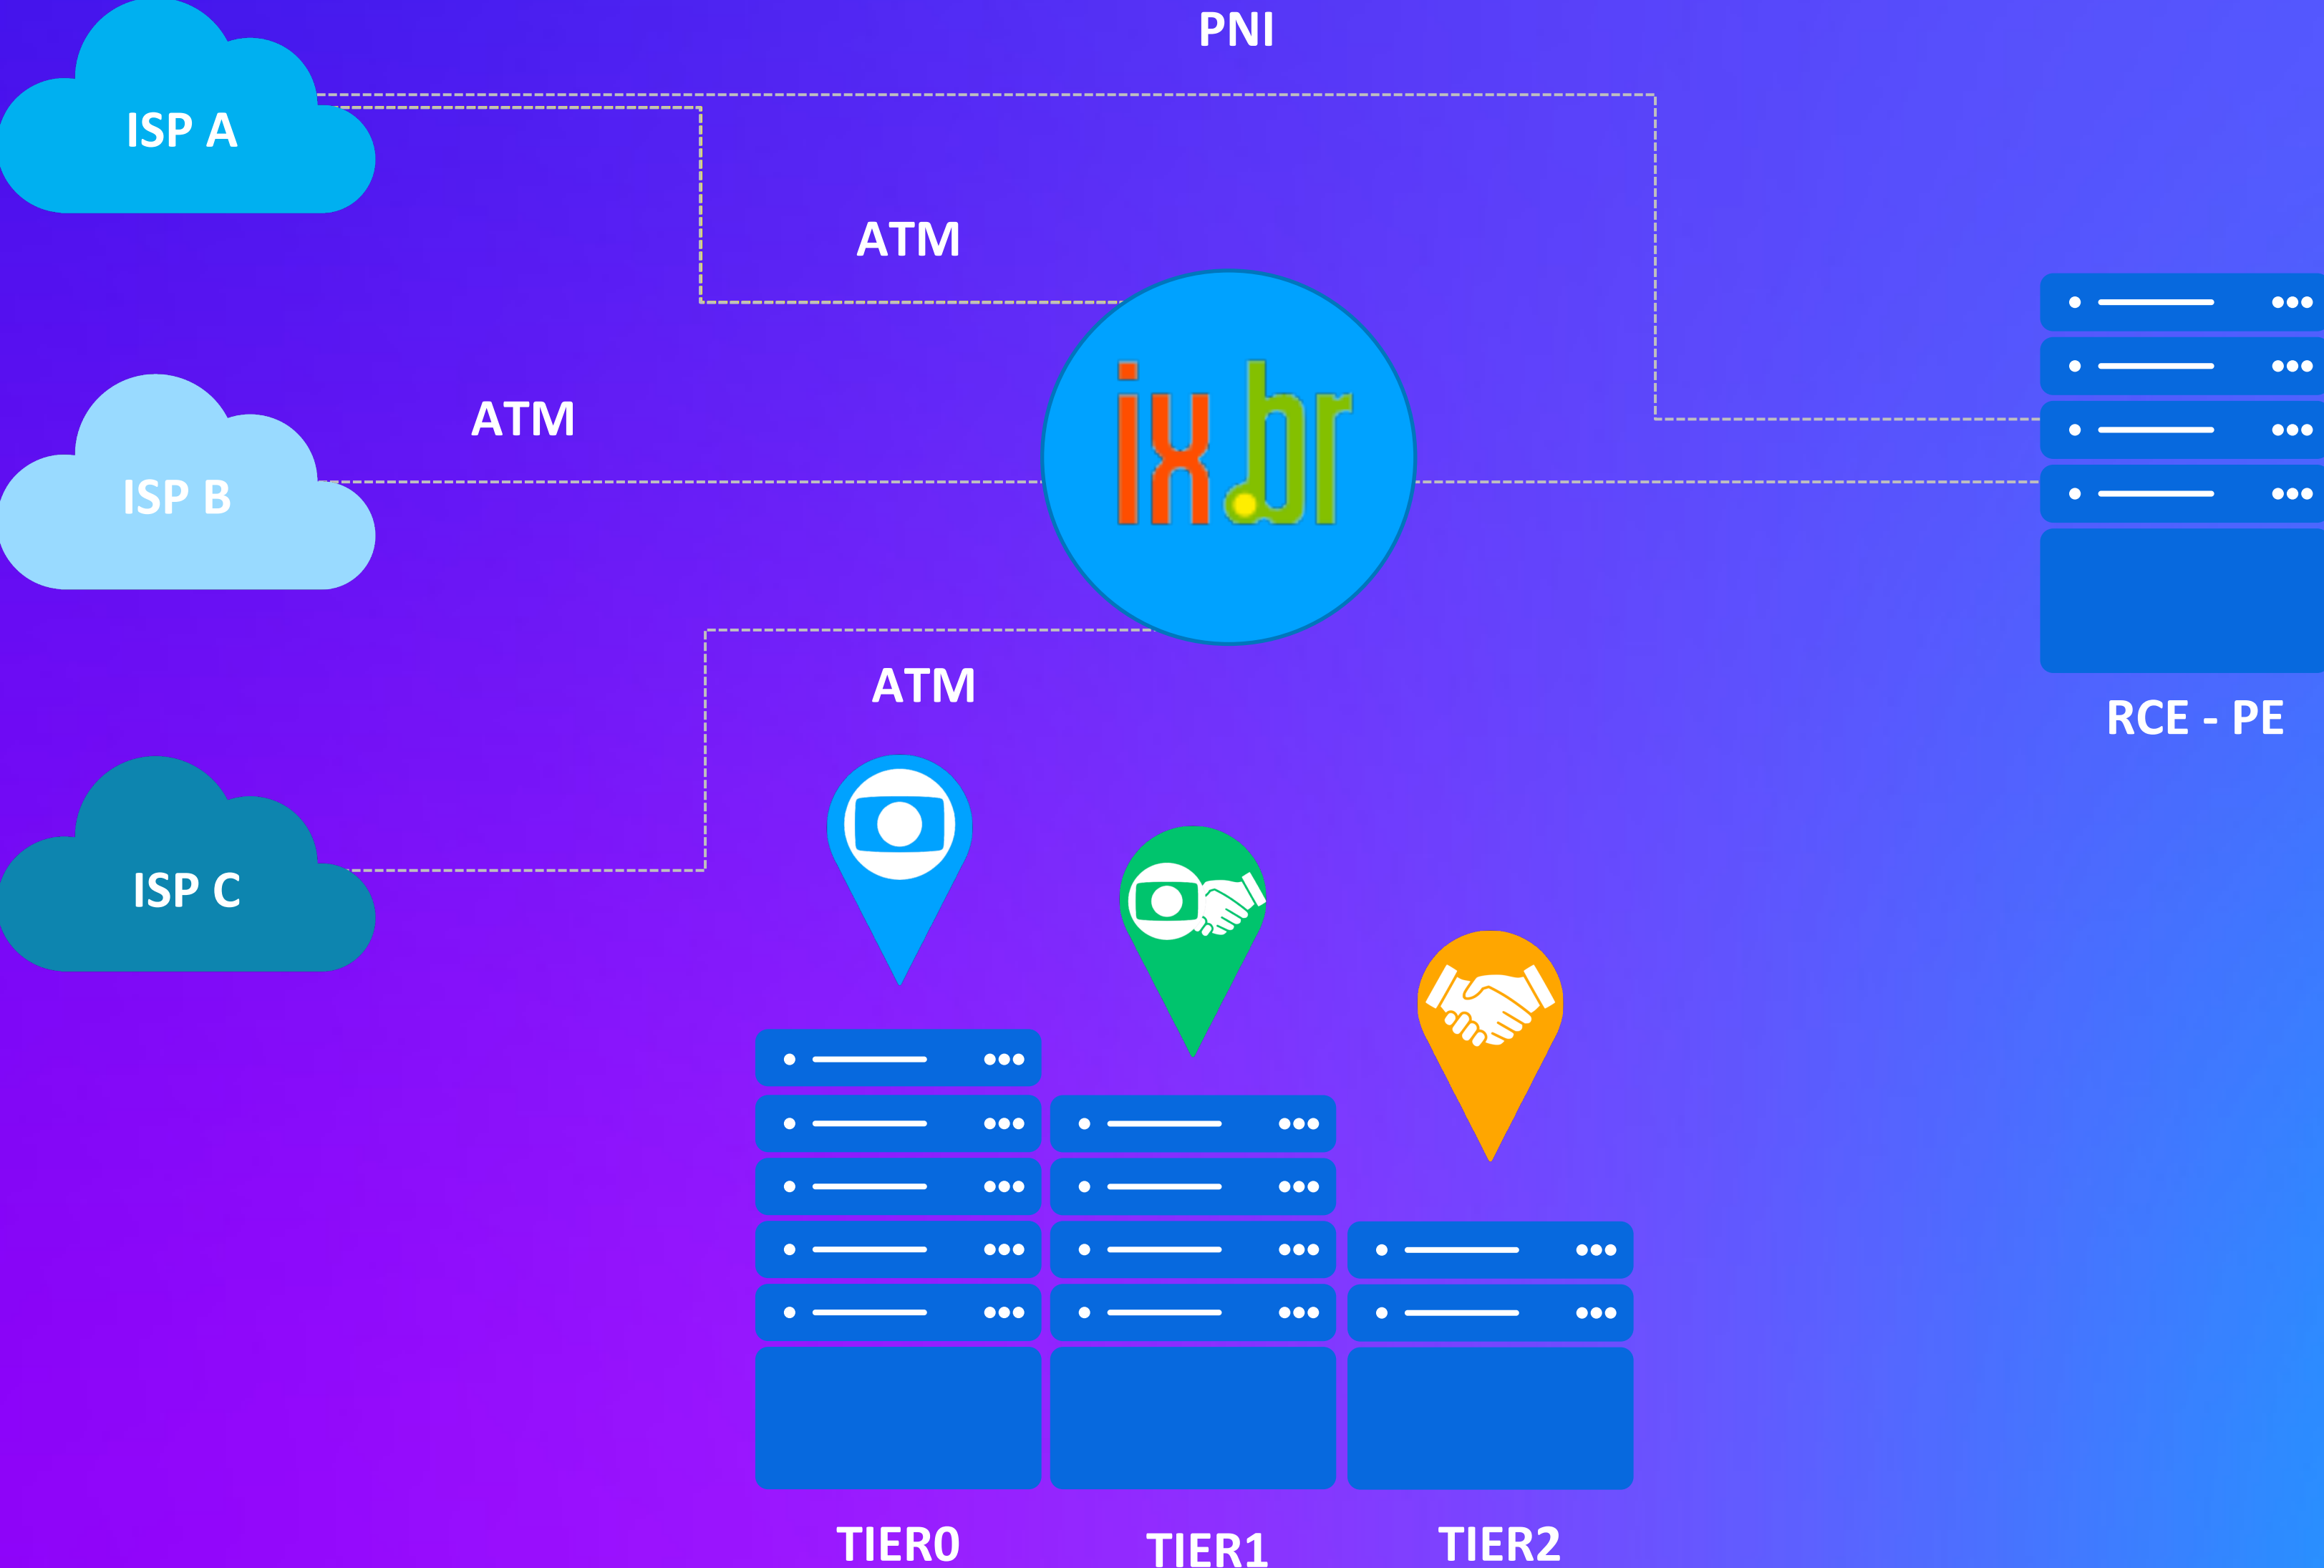 PNI
ISP A
ATM
ix.br
ATM
ISP B
ATM
RCE - PE
ISP C
TIER0
TIER1
TIER2